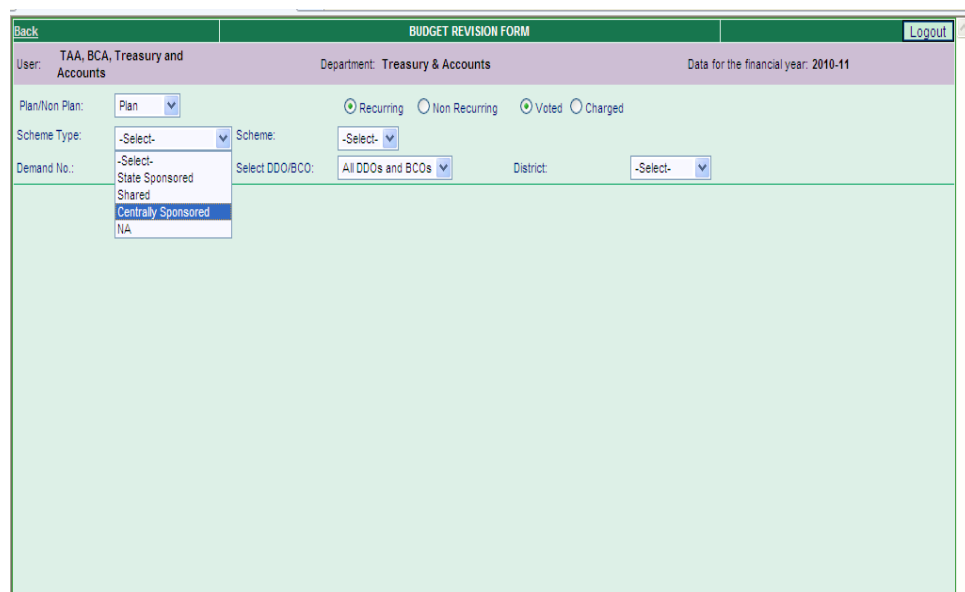 Back BUDGET REVISION FORM Logout
User: TAA, BCA, Treasury and Accounts Department: Treasury & Accounts Data for the financial year: 2010-11
Plan/Non Plan: Plan Recurring Non Recurring Voted Charged
Scheme Type: -Select- Scheme: -Select-
-Select-
State Sponsored
Demand No.: Select DDO/BCO: All DDOs and BCOs District: -Select-
Shared
Centrally Sponsored
NA